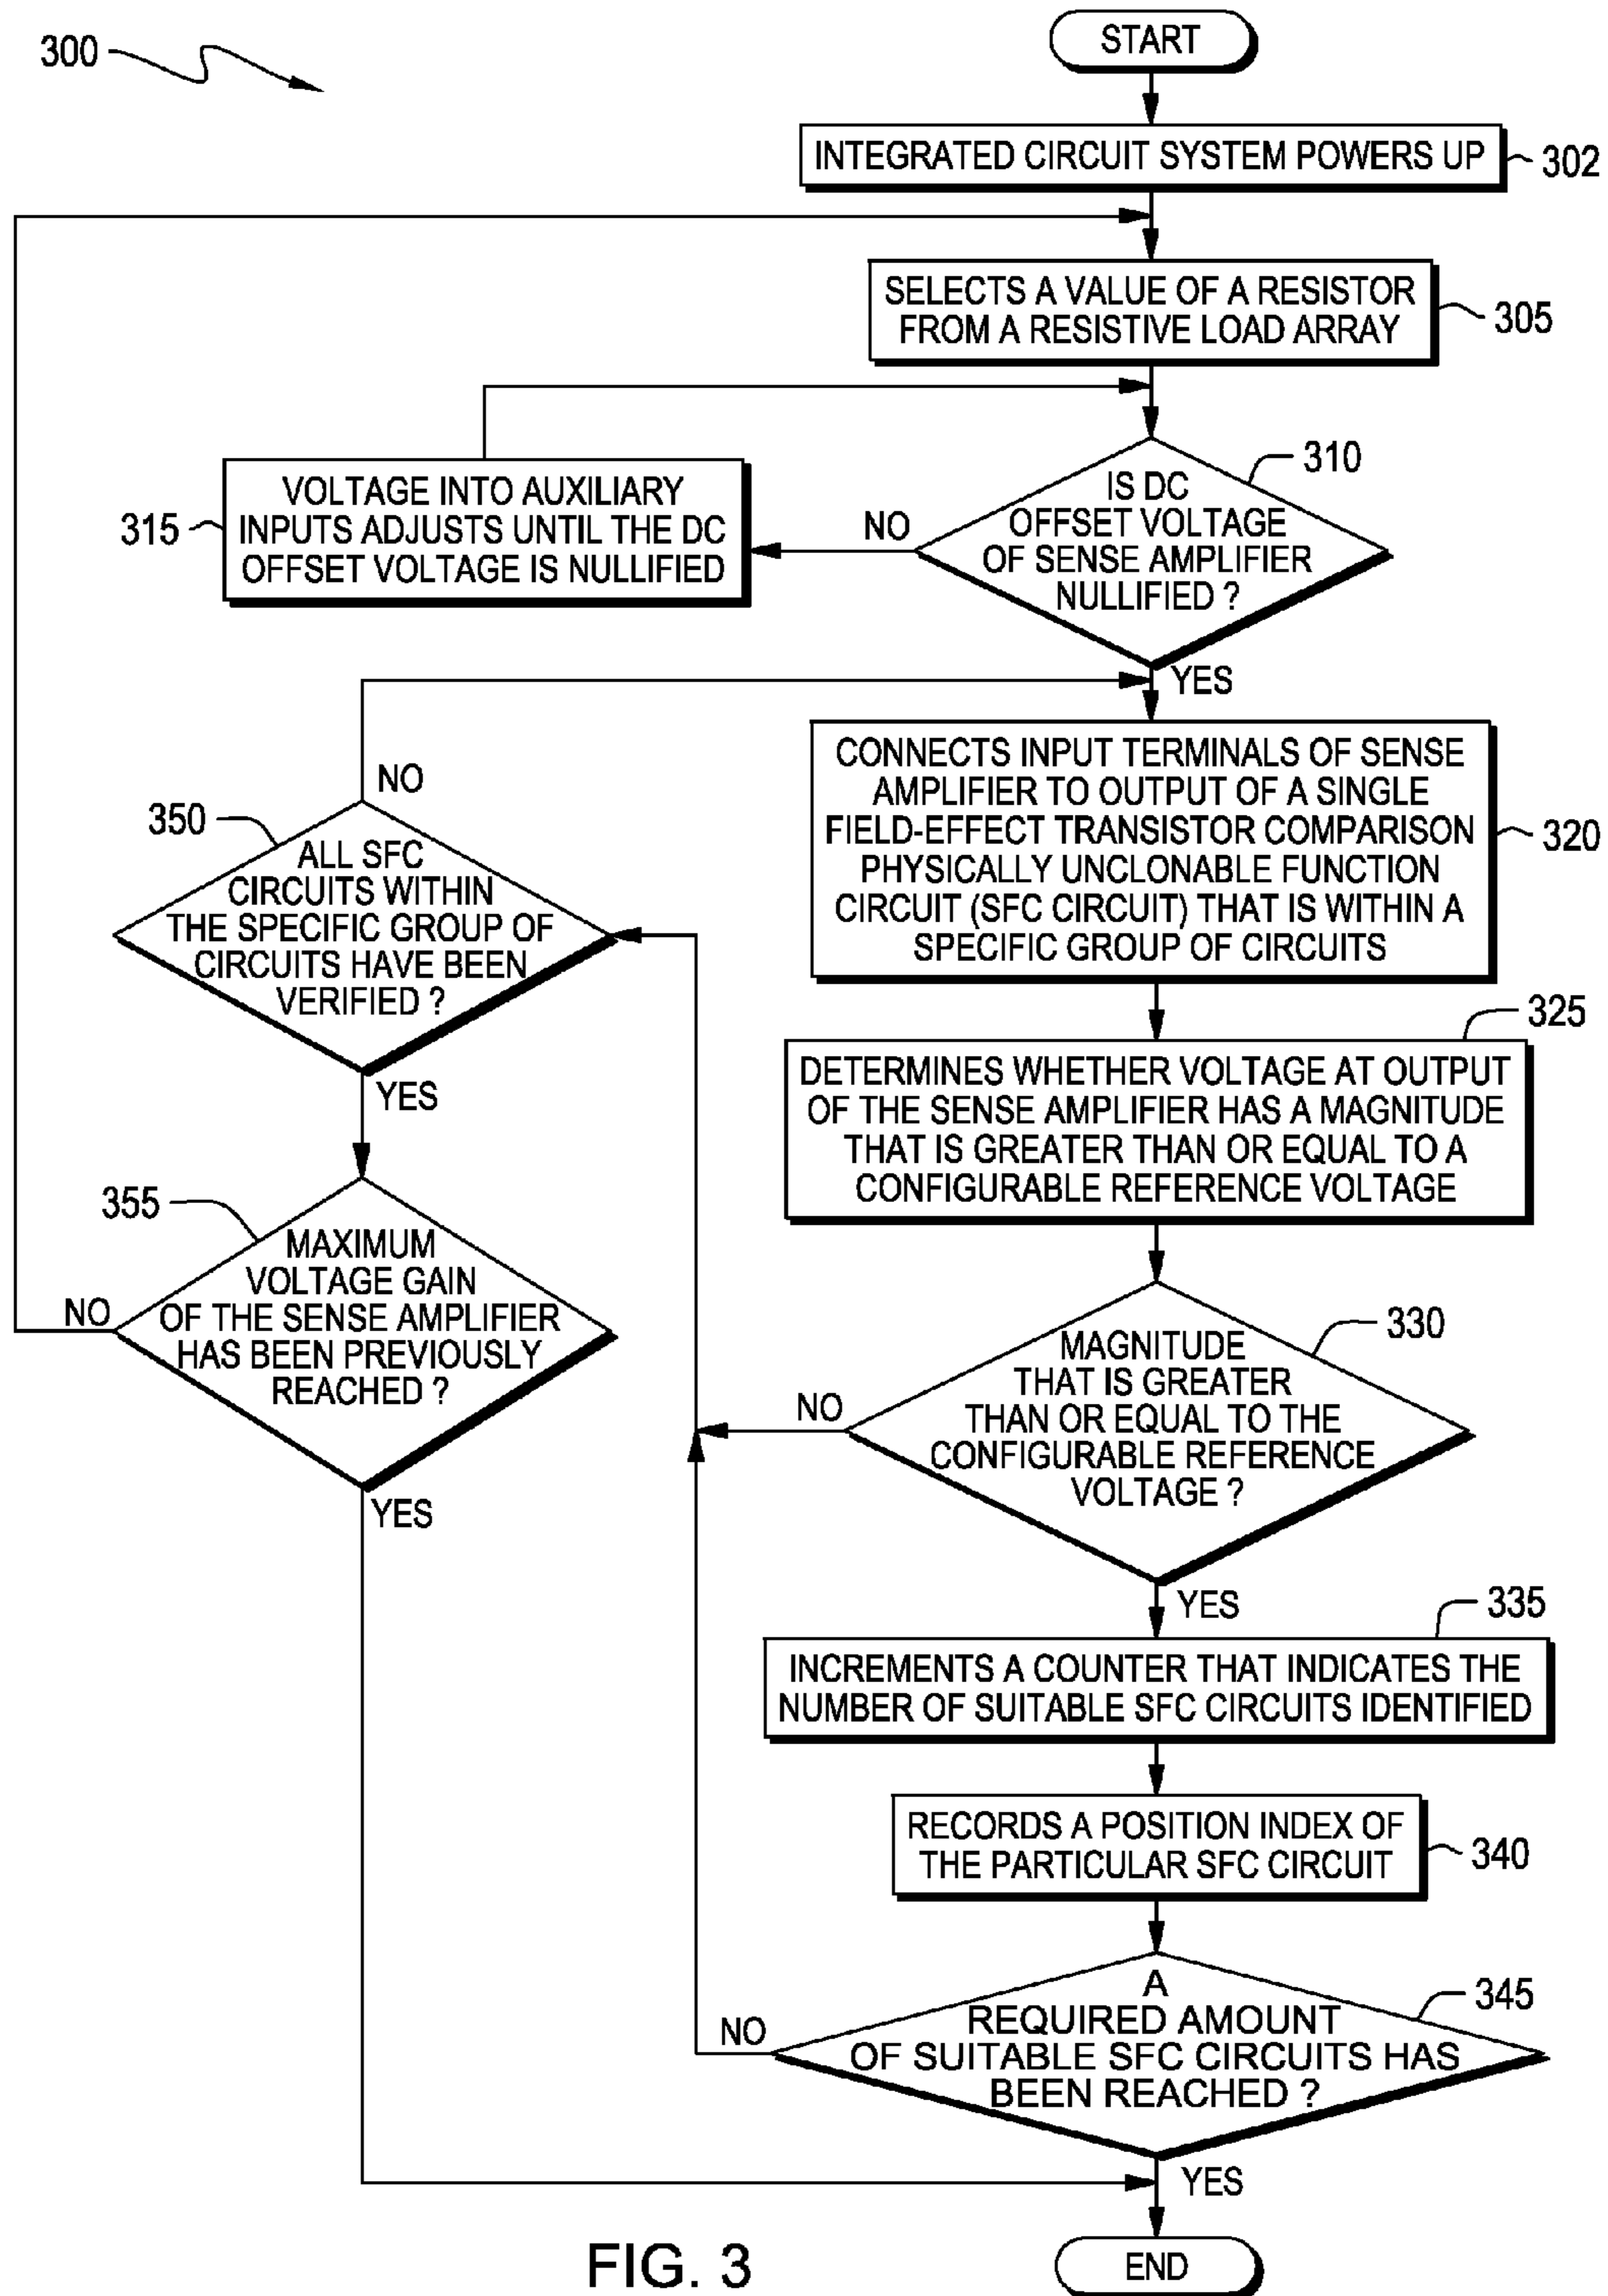 300
START
INTEGRATED CIRCUIT SYSTEM POWERS UP
302
SELECTS A VALUE OF A RESISTOR
FROM A RESISTIVE LOAD ARRAY
305
IS DC
OFFSET VOLTAGE
OF SENSE AMPLIFIER
NULLIFIED ?
310
NO
VOLTAGE INTO AUXILIARY
INPUTS ADJUSTS UNTIL THE DC
OFFSET VOLTAGE IS NULLIFIED
315
YES
CONNECTS INPUT TERMINALS OF SENSE
AMPLIFIER TO OUTPUT OF A SINGLE
FIELD-EFFECT TRANSISTOR COMPARISON
PHYSICALLY UNCLONABLE FUNCTION
CIRCUIT (SFC CIRCUIT) THAT IS WITHIN A
SPECIFIC GROUP OF CIRCUITS
320
NO
350
ALL SFC
CIRCUITS WITHIN
THE SPECIFIC GROUP OF
CIRCUITS HAVE BEEN
VERIFIED ?
YES
325
DETERMINES WHETHER VOLTAGE AT OUTPUT
OF THE SENSE AMPLIFIER HAS A MAGNITUDE
THAT IS GREATER THAN OR EQUAL TO A
CONFIGURABLE REFERENCE VOLTAGE
355
MAXIMUM
VOLTAGE GAIN
OF THE SENSE AMPLIFIER
HAS BEEN PREVIOUSLY
REACHED ?
NO
YES
330
MAGNITUDE
THAT IS GREATER
THAN OR EQUAL TO THE
CONFIGURABLE REFERENCE
VOLTAGE ?
NO
YES
335
INCREMENTS A COUNTER THAT INDICATES THE
NUMBER OF SUITABLE SFC CIRCUITS IDENTIFIED
RECORDS A POSITION INDEX OF
THE PARTICULAR SFC CIRCUIT
340
A
REQUIRED AMOUNT
OF SUITABLE SFC CIRCUITS HAS
BEEN REACHED ?
345
NO
YES
END
FIG. 3